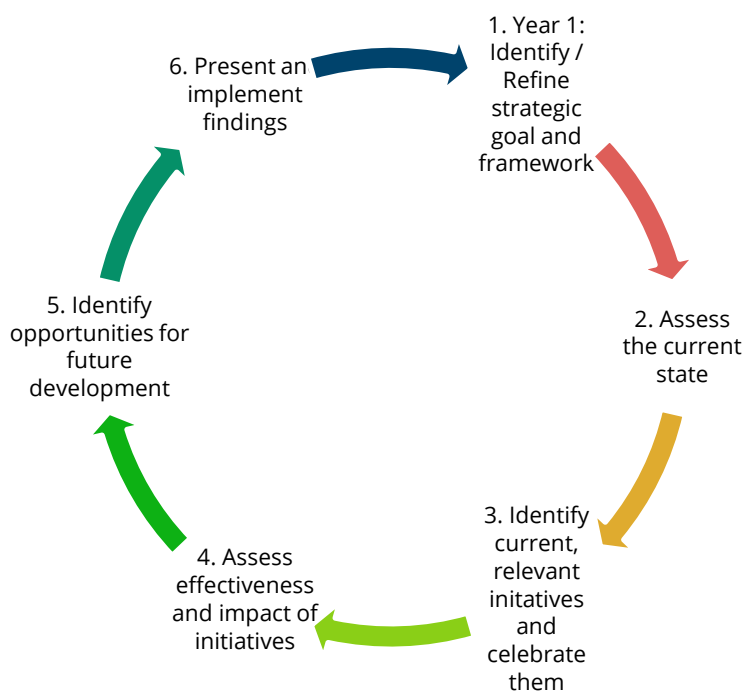 1. Year 1:
Identify /
Refine
strategic
goal and
framework
2. Assess
the current
state
3. Identify
current,
relevant
initatives
and
celebrate
them
4. Assess
effectiveness
and impact of
initiatives
5. Identify
opportunities for
future
development
6. Present an
implement
findings